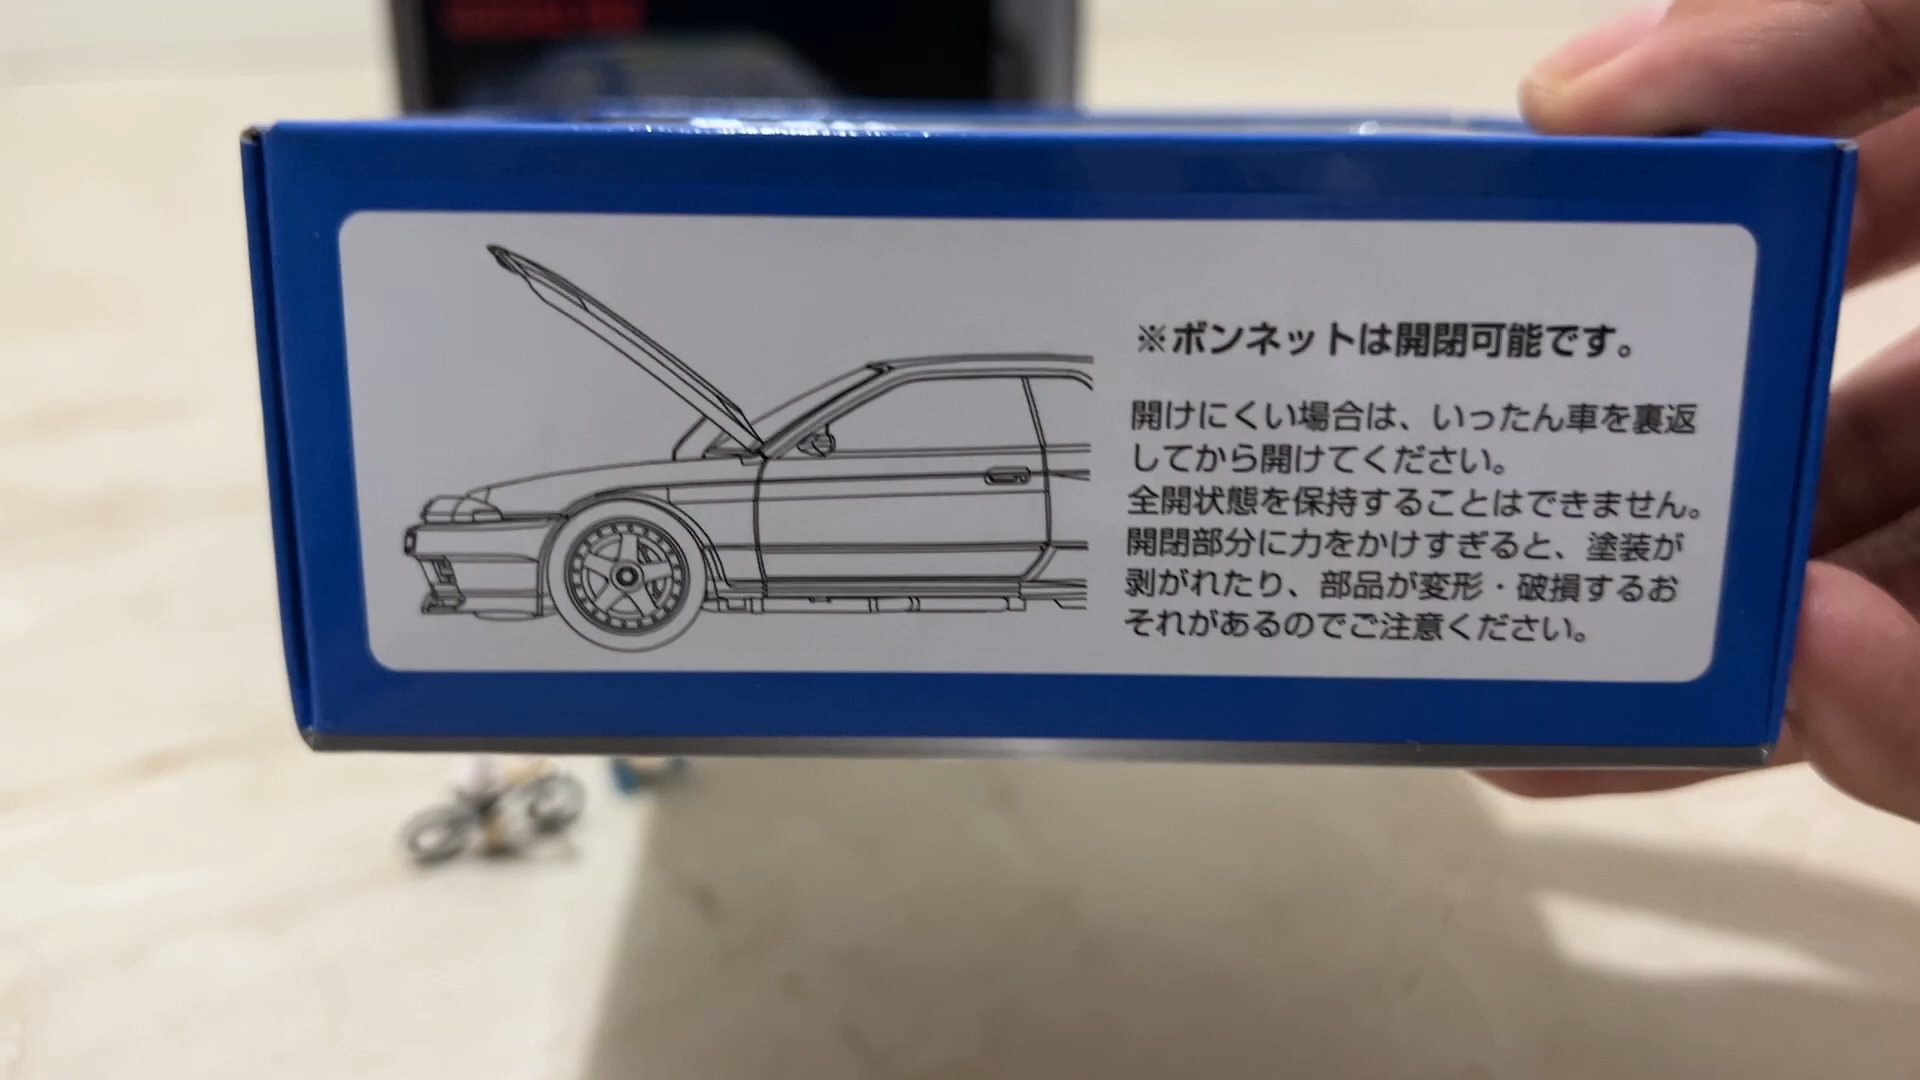 ※ボンネットは開閉可能です。
開けにくい場合は、いったん車を裏返
してから開けてください。
全開状態を保持することはできません。
開閉部分に力をかけすぎると、塗装が
剥がれたり、部品が変形・破損するお
それがあるのでご注意ください。